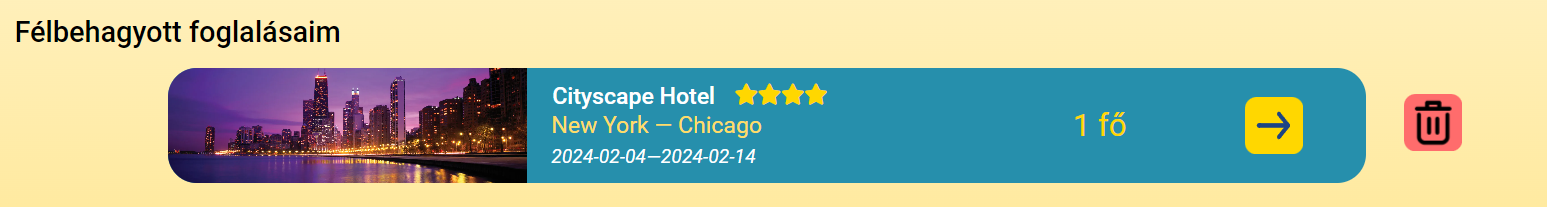 Félbehagyott foglalásaim
Cityscape Hotel
New York — Chicago
2024-02-04—2024-02-14
1 fő